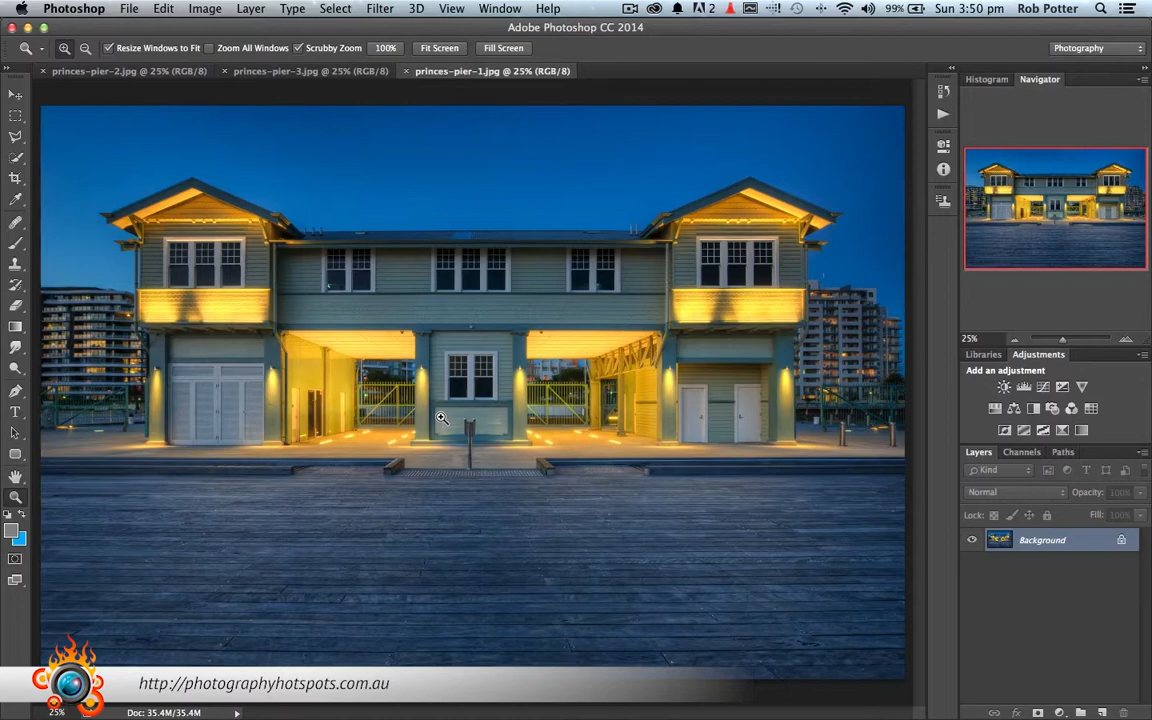 Photoshop File Edit Image Layer Type Select Filter 3D View Window Help 2 99% Sun 3:50 pm Rob Potter
Adobe Photoshop CC 2014
Resize Windows to Fit Zoom All Windows Scrubby Zoom 100% Fit Screen Fill Screen Photography
× princes-pier-2.jpg @ 25% (RGB/8) × princes-pier-3.jpg @ 25% (RGB/8) × princes-pier-1.jpg @ 25% (RGB/8)
Histogram Navigator
25%
Libraries Adjustments
Add an adjustment
Layers Channels Paths
Kind
Normal Opacity: 100%
Lock: Fill: 100%
Background
http://photographyhotspots.com.au
25% Doc: 35.4M/35.4M